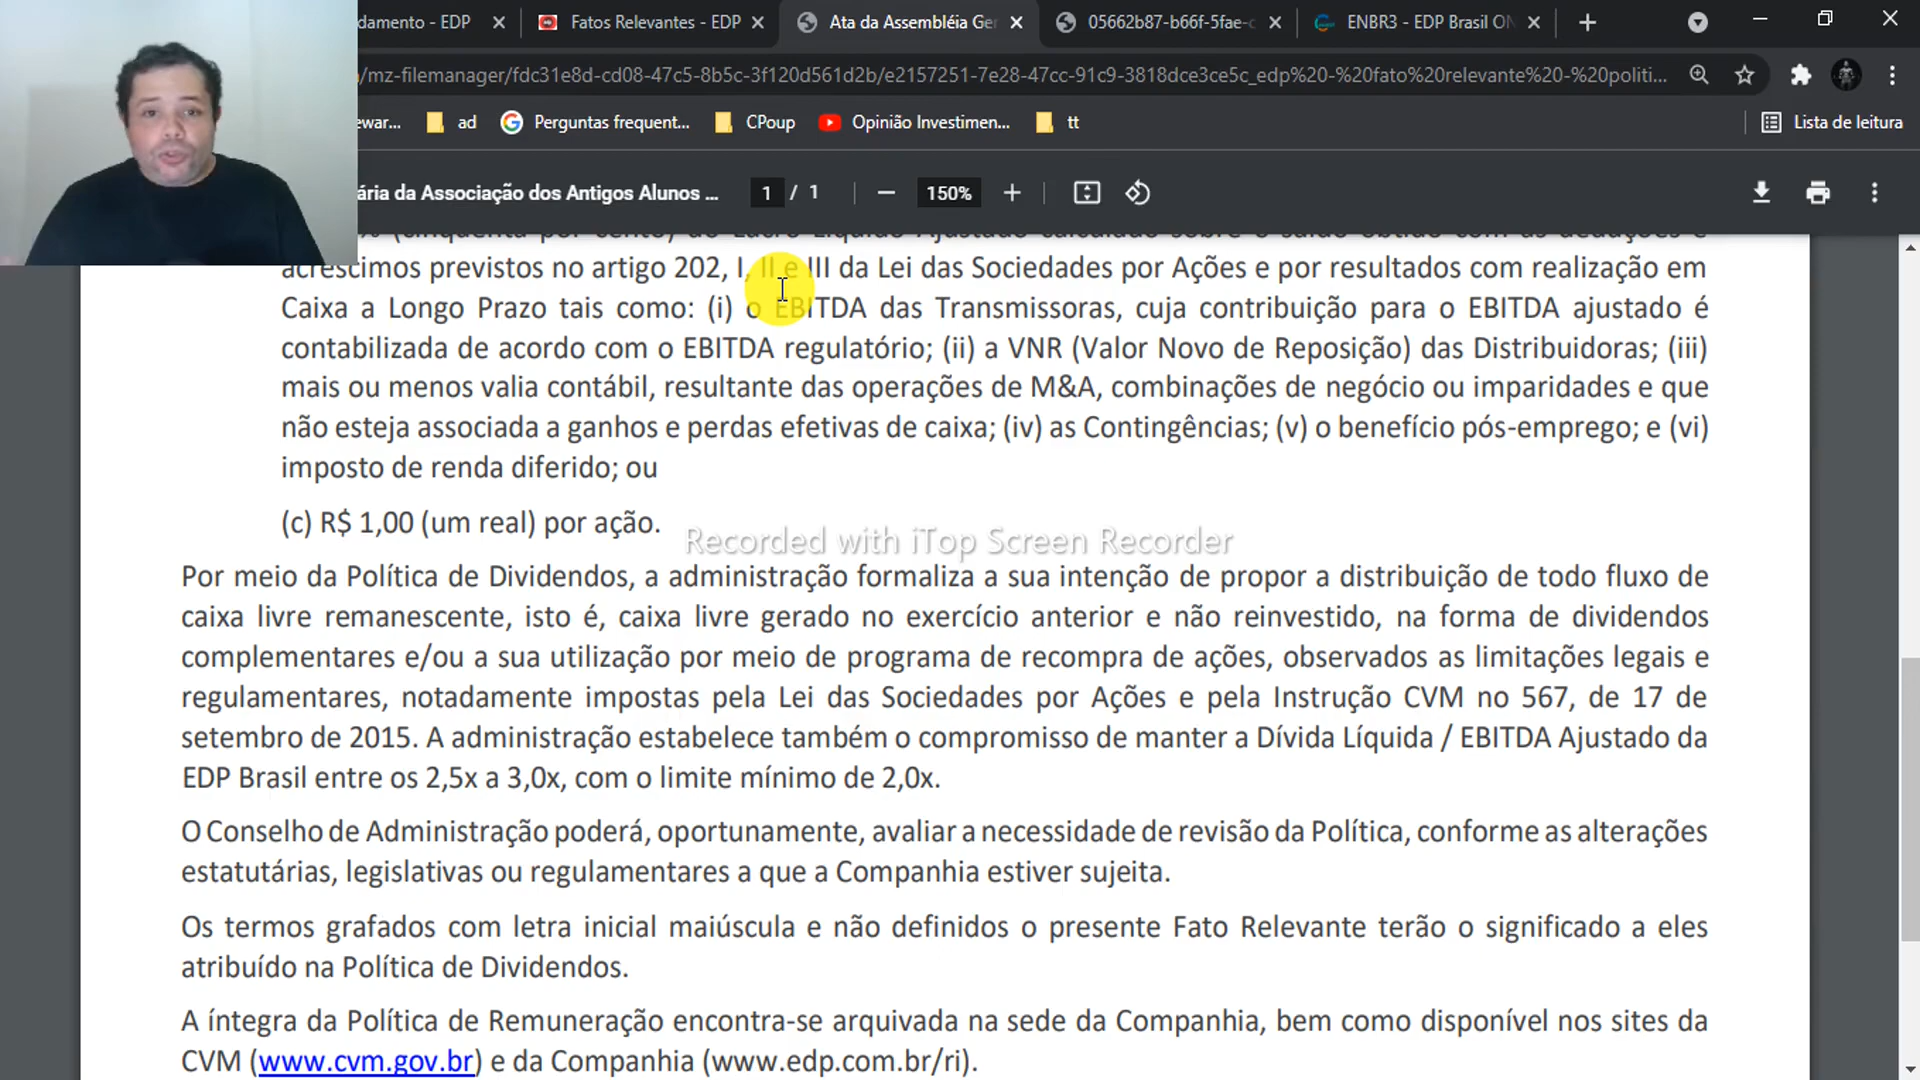 damento - EDP
Fatos Relevantes - EDP
Ata da Assembléia Ger
05662b87-b66f-5fae-c
ENBR3 - EDP Brasil ON
/mz-filemanager/fdc31e8d-cd08-47c5-8b5c-3f120d561d2b/e2157251-7e28-47cc-91c9-3818dce3ce5c_edp%20-%20fato%20relevante%20-%20politi...
ewar...
ad
Perguntas frequent...
CPoup
Opinião Investimen...
tt
Lista de leitura
ária da Associação dos Antigos Alunos ...
1 / 1
150%
(cinquenta por cento) do Lucro Líquido Ajustado calculado sobre o saldo obtido com as deduções e
acréscimos previstos no artigo 202, I, II e III da Lei das Sociedades por Ações e por resultados com realização em
Caixa a Longo Prazo tais como: (i) o EBITDA das Transmissoras, cuja contribuição para o EBITDA ajustado é
contabilizada de acordo com o EBITDA regulatório; (ii) a VNR (Valor Novo de Reposição) das Distribuidoras; (iii)
mais ou menos valia contábil, resultante das operações de M&A, combinações de negócio ou imparidades e que
não esteja associada a ganhos e perdas efetivas de caixa; (iv) as Contingências; (v) o benefício pós-emprego; e (vi)
imposto de renda diferido; ou
(c) R$ 1,00 (um real) por ação.
Recorded with iTop Screen Recorder
Por meio da Política de Dividendos, a administração formaliza a sua intenção de propor a distribuição de todo fluxo de
caixa livre remanescente, isto é, caixa livre gerado no exercício anterior e não reinvestido, na forma de dividendos
complementares e/ou a sua utilização por meio de programa de recompra de ações, observados as limitações legais e
regulamentares, notadamente impostas pela Lei das Sociedades por Ações e pela Instrução CVM no 567, de 17 de
setembro de 2015. A administração estabelece também o compromisso de manter a Dívida Líquida / EBITDA Ajustado da
EDP Brasil entre os 2,5x a 3,0x, com o limite mínimo de 2,0x.
O Conselho de Administração poderá, oportunamente, avaliar a necessidade de revisão da Política, conforme as alterações
estatutárias, legislativas ou regulamentares a que a Companhia estiver sujeita.
Os termos grafados com letra inicial maiúscula e não definidos o presente Fato Relevante terão o significado a eles
atribuído na Política de Dividendos.
A íntegra da Política de Remuneração encontra-se arquivada na sede da Companhia, bem como disponível nos sites da
CVM (www.cvm.gov.br) e da Companhia (www.edp.com.br/ri).